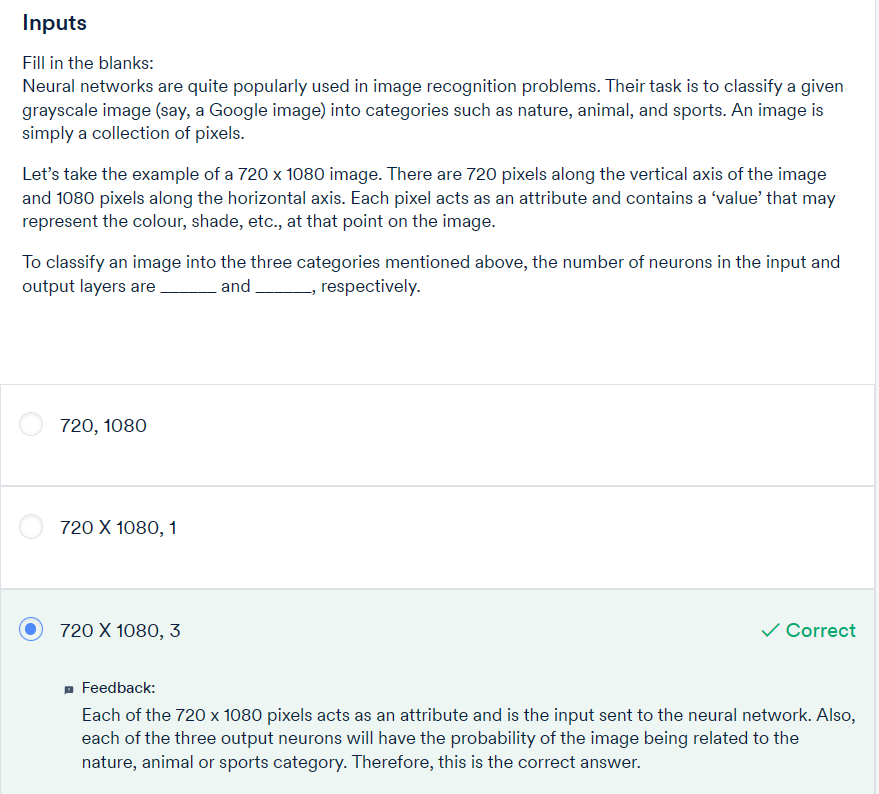 Inputs
Fill in the blanks:
Neural networks are quite popularly used in image recognition problems. Their task is to classify a given
grayscale image (say, a Google image) into categories such as nature, animal, and sports. An image is
simply a collection of pixels.
Let’s take the example of a 720 x 1080 image. There are 720 pixels along the vertical axis of the image
and 1080 pixels along the horizontal axis. Each pixel acts as an attribute and contains a ‘value’ that may
represent the colour, shade, etc., at that point on the image.
To classify an image into the three categories mentioned above, the number of neurons in the input and
output layers are ______ and ______, respectively.
720, 1080
720 X 1080, 1
720 X 1080, 3
Correct
Feedback:
Each of the 720 x 1080 pixels acts as an attribute and is the input sent to the neural network. Also,
each of the three output neurons will have the probability of the image being related to the
nature, animal or sports category. Therefore, this is the correct answer.